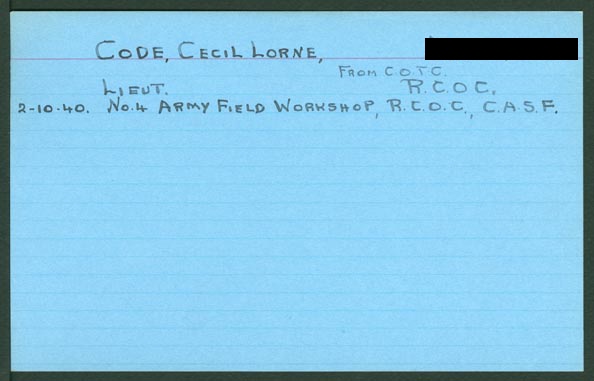 CODE, CECIL LORNE,
FROM C.O.T.C.
LIEUT. R.C.O.C.
2-10-40. NO.4 ARMY FIELD WORKSHOP, R.C.O.C., C.A.S.F.